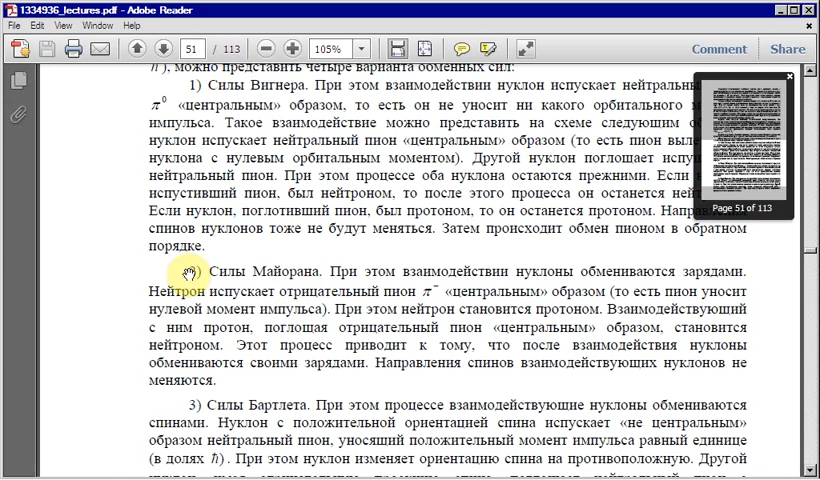 1334936_lectures.pdf - Adobe Reader
File Edit View Window Help
51 / 113 105% Comment Share
ħ), можно представить четыре варианта обменных сил:
1) Силы Вигнера. При этом взаимодействии нуклон испускает нейтральны
π⁰ «центральным» образом, то есть он не уносит ни какого орбитального м
импульса. Такое взаимодействие можно представить на схеме следующим об
нуклон испускает нейтральный пион «центральным» образом (то есть пион выле
нуклона с нулевым орбитальным моментом). Другой нуклон поглощает испущ
нейтральный пион. При этом процессе оба нуклона остаются прежними. Если
испустивший пион, был нейтроном, то после этого процесса он останется ней
Если нуклон, поглотивший пион, был протоном, то он останется протоном. Направления
спинов нуклонов тоже не будут меняться. Затем происходит обмен пионом в обратном
порядке.
Page 51 of 113
2) Силы Майорана. При этом взаимодействии нуклоны обмениваются зарядами.
Нейтрон испускает отрицательный пион π⁻ «центральным» образом (то есть пион уносит
нулевой момент импульса). При этом нейтрон становится протоном. Взаимодействующий
с ним протон, поглощая отрицательный пион «центральным» образом, становится
нейтроном. Этот процесс приводит к тому, что после взаимодействия нуклоны
обмениваются своими зарядами. Направления спинов взаимодействующих нуклонов не
меняются.
3) Силы Бартлета. При этом процессе взаимодействующие нуклоны обмениваются
спинами. Нуклон с положительной ориентацией спина испускает «не центральным»
образом нейтральный пион, уносящий положительный момент импульса равный единице
(в долях ħ). При этом нуклон изменяет ориентацию спина на противоположную. Другой